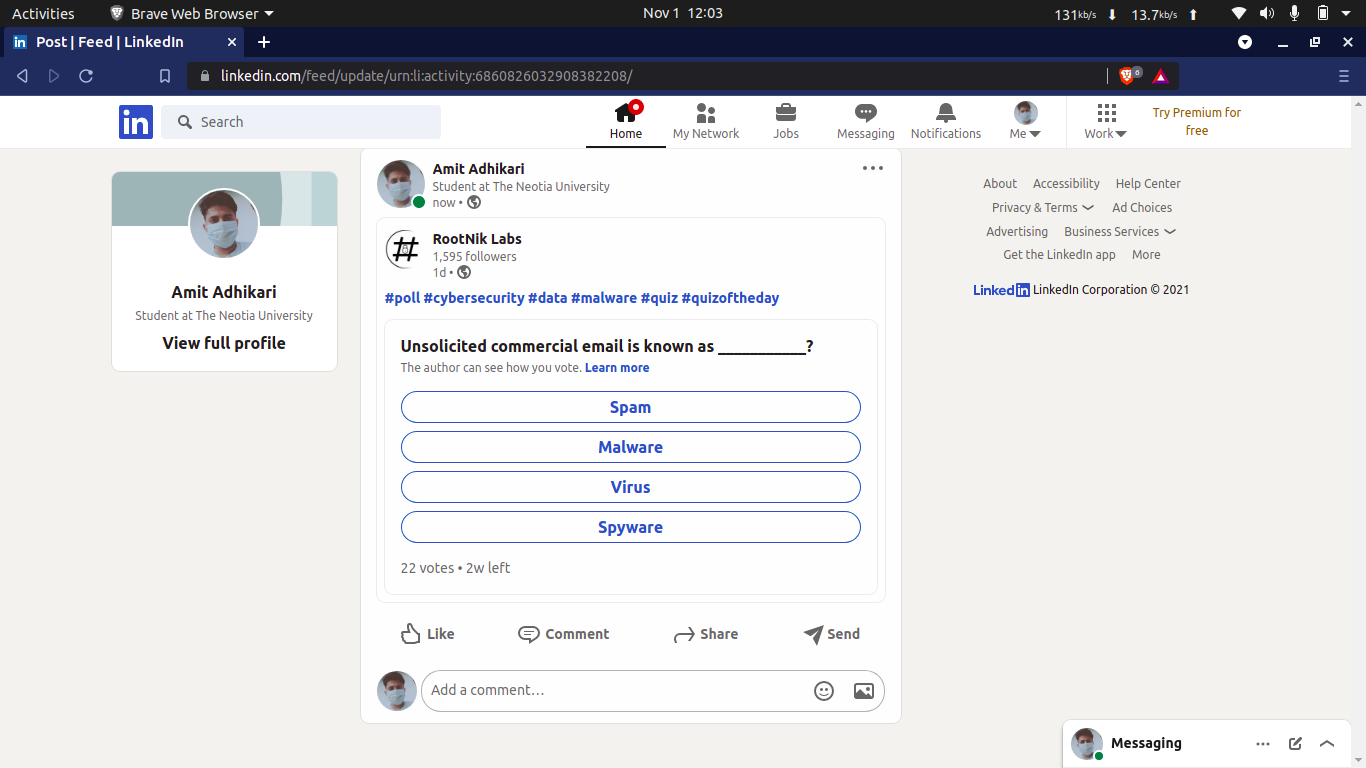 Activities
Brave Web Browser
Nov 1 12:03
131kb/s
13.7kb/s
in Post | Feed | LinkedIn
linkedin.com/feed/update/urn:li:activity:6860826032908382208/
6
in
Search
Home
My Network
Jobs
Messaging
Notifications
Me
Work
Try Premium for
free
Amit Adhikari
Student at The Neotia University
View full profile
Amit Adhikari
Student at The Neotia University
now •
RootNik Labs
1,595 followers
1d •
#poll #cybersecurity #data #malware #quiz #quizoftheday
Unsolicited commercial email is known as ____________?
The author can see how you vote. Learn more
Spam
Malware
Virus
Spyware
22 votes • 2w left
Like
Comment
Share
Send
Add a comment…
About Accessibility Help Center
Privacy & Terms Ad Choices
Advertising Business Services
Get the LinkedIn app More
LinkedIn LinkedIn Corporation © 2021
Messaging